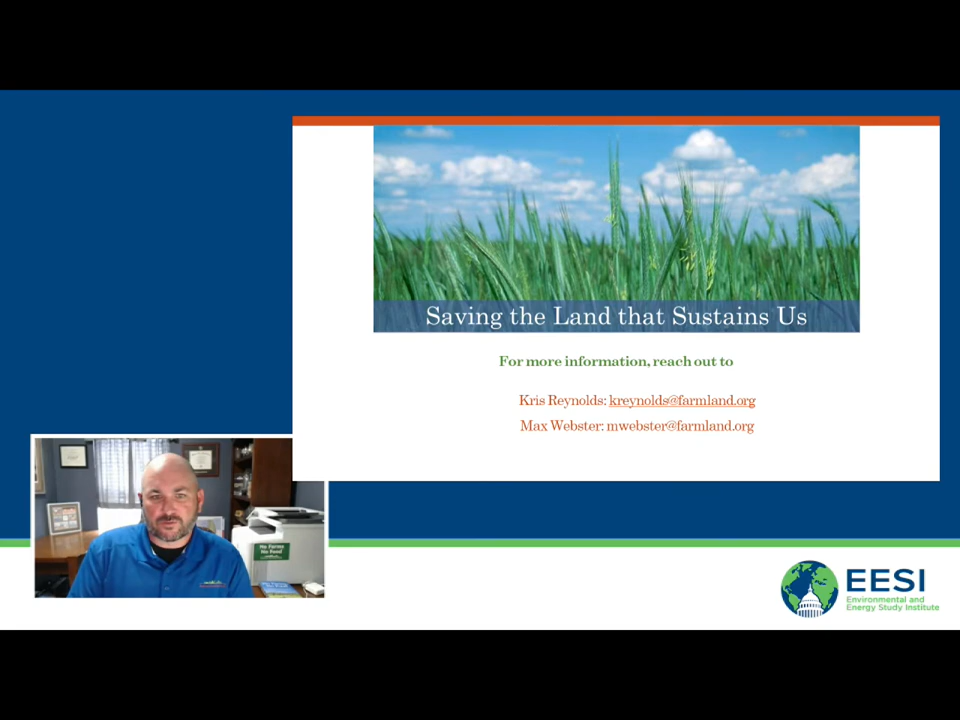 Saving the Land that Sustains Us
For more information, reach out to
Kris Reynolds: kreynolds@farmland.org
Max Webster: mwebster@farmland.org
No Farms
No Food
EESI
Environmental and
Energy Study Institute